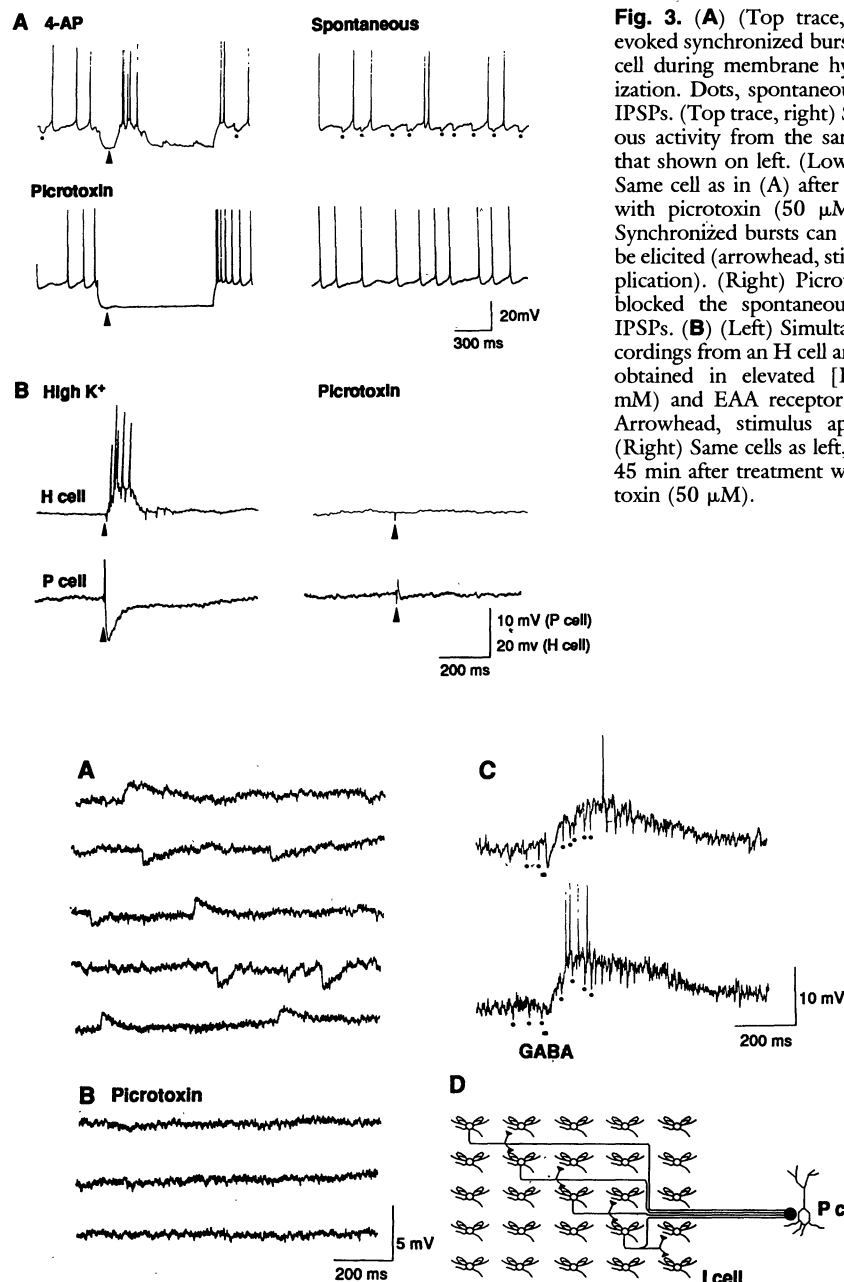 A 4-AP
Spontaneous
Picrotoxin
20mV
300 ms
B High K+
Picrotoxin
H cell
P cell
10 mV (P cell)
20 mv (H cell)
200 ms
Fig. 3. (A) (Top trace,
evoked synchronized burs
cell during membrane hy
ization. Dots, spontaneou
IPSPs. (Top trace, right) S
ous activity from the sam
that shown on left. (Low
Same cell as in (A) after
with picrotoxin (50 μM
Synchronized bursts can
be elicited (arrowhead, sti
plication). (Right) Picro
blocked the spontaneou
IPSPs. (B) (Left) Simulta
cordings from an H cell an
obtained in elevated [
mM) and EAA receptor
Arrowhead, stimulus ap
(Right) Same cells as left,
45 min after treatment w
toxin (50 μM).
A
C
10 mV
200 ms
GABA
B Picrotoxin
5 mV
200 ms
D
P c
I cell